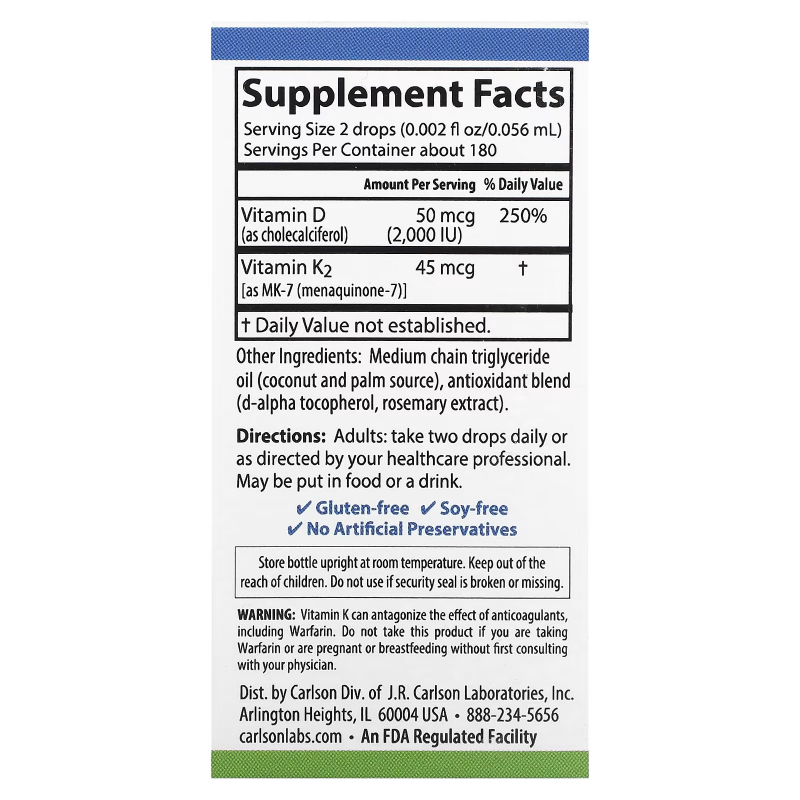 Supplement Facts
Serving Size 2 drops (0.002 fl oz/0.056 mL)
Servings Per Container about 180
Amount Per Serving % Daily Value
Vitamin D 50 mcg 250%
(as cholecalciferol) (2,000 IU)
Vitamin K2 45 mcg †
[as MK-7 (menaquinone-7)]
† Daily Value not established.
Other Ingredients: Medium chain triglyceride
oil (coconut and palm source), antioxidant blend
(d-alpha tocopherol, rosemary extract).
Directions: Adults: take two drops daily or
as directed by your healthcare professional.
May be put in food or a drink.
✔ Gluten-free ✔ Soy-free
✔ No Artificial Preservatives
Store bottle upright at room temperature. Keep out of the
reach of children. Do not use if security seal is broken or missing.
WARNING: Vitamin K can antagonize the effect of anticoagulants,
including Warfarin. Do not take this product if you are taking
Warfarin or are pregnant or breastfeeding without first consulting
with your physician.
Dist. by Carlson Div. of J.R. Carlson Laboratories, Inc.
Arlington Heights, IL 60004 USA • 888-234-5656
carlsonlabs.com • An FDA Regulated Facility